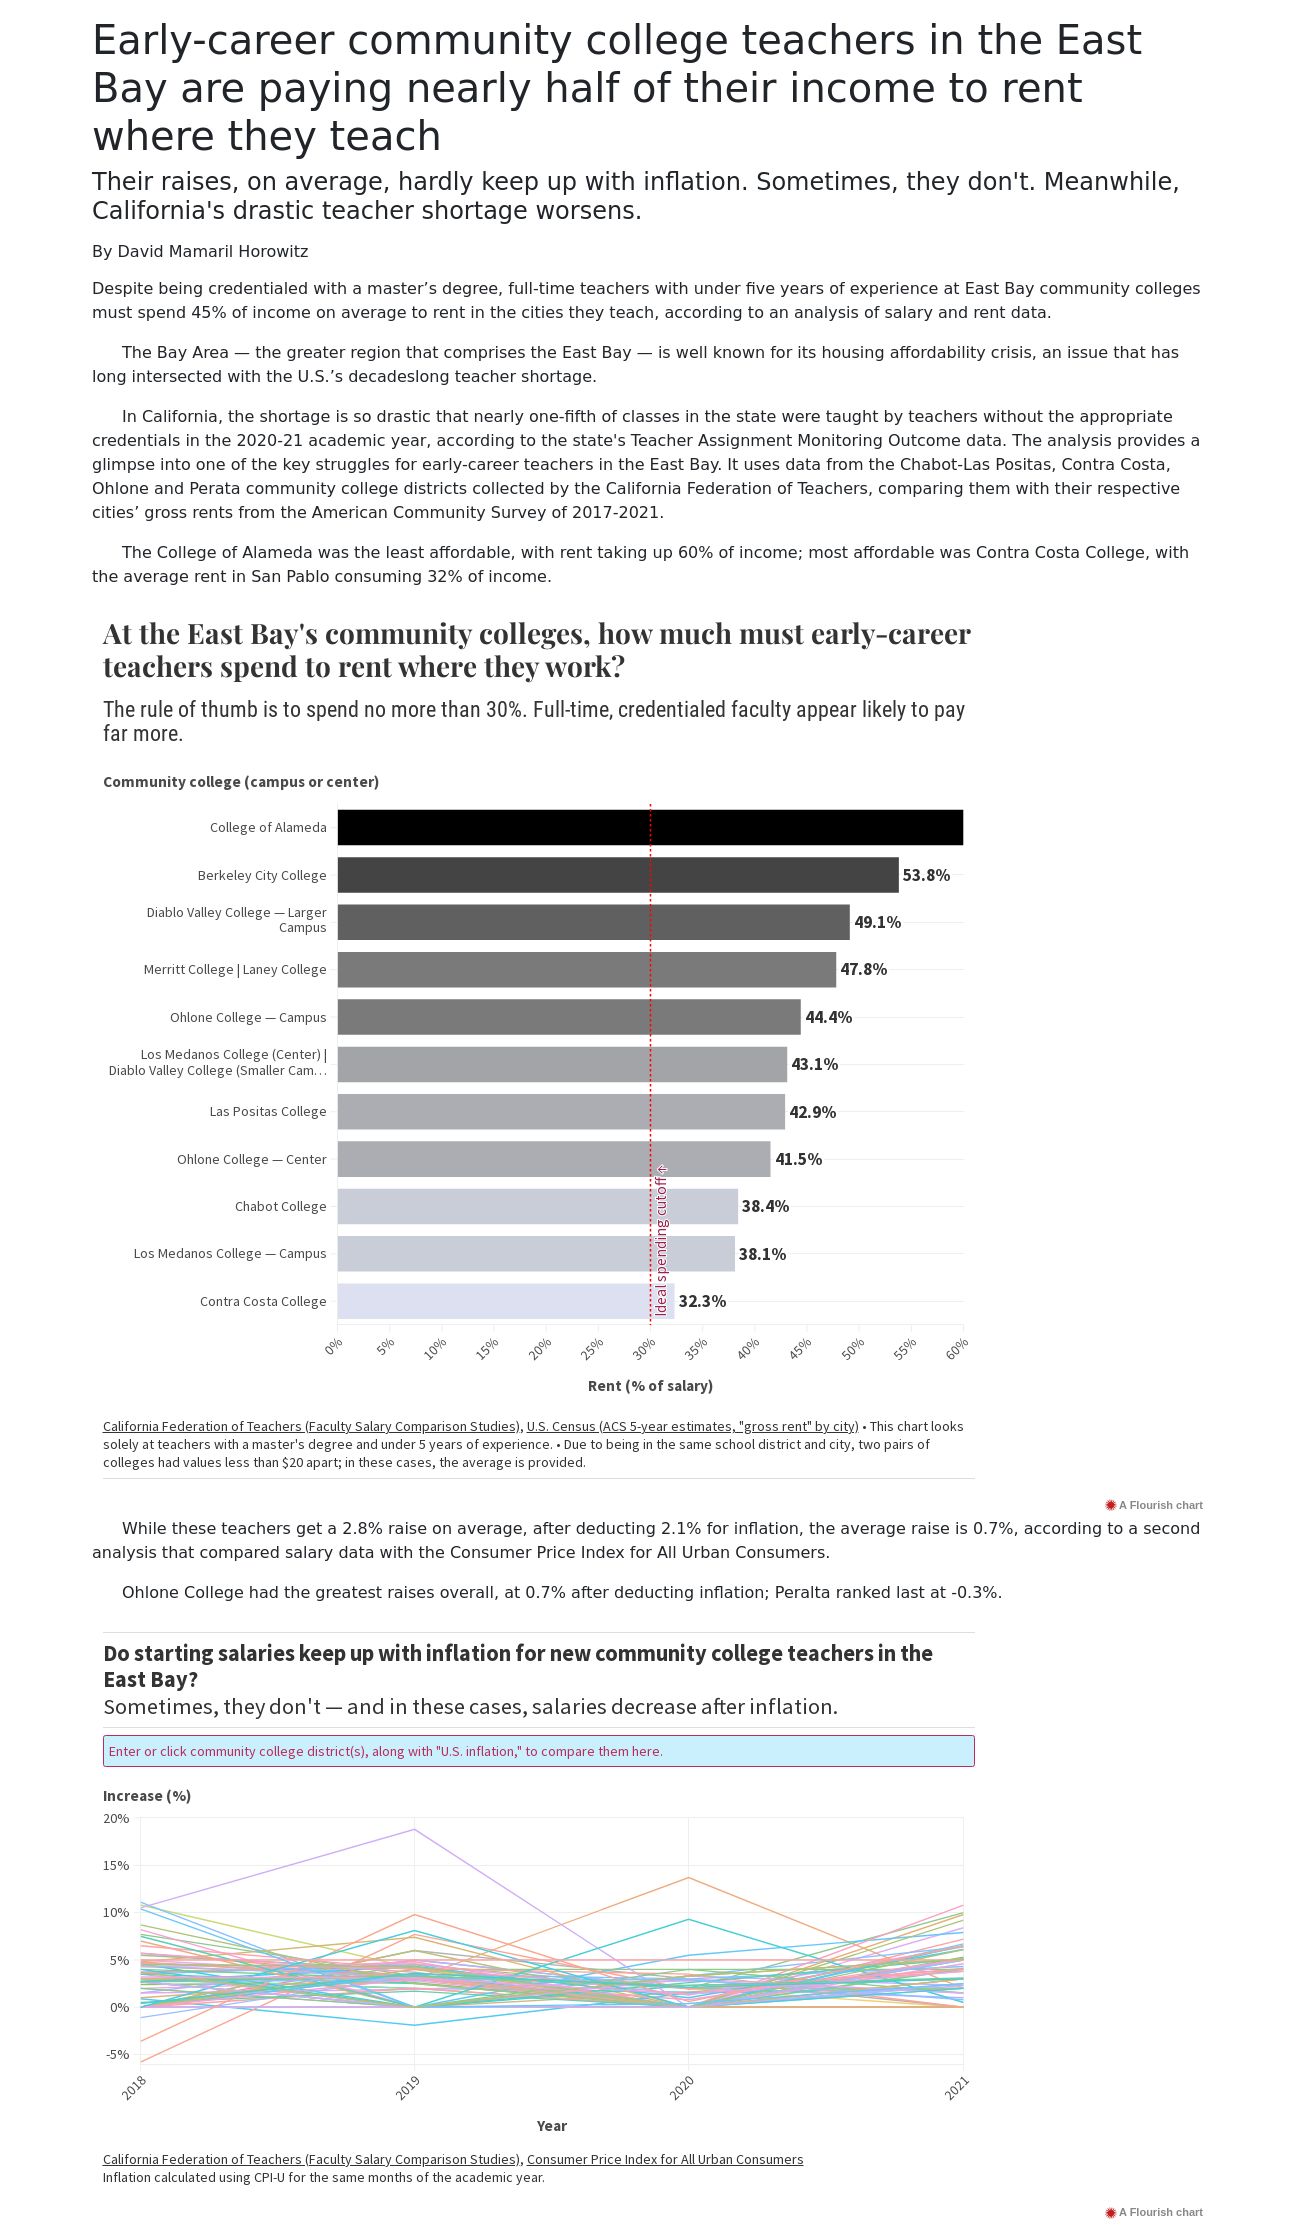 Early-career community college teachers in the East
Bay are paying nearly half of their income to rent
where they teach
Their raises, on average, hardly keep up with inflation. Sometimes, they don't. Meanwhile,
California's drastic teacher shortage worsens.
By David Mamaril Horowitz
Despite being credentialed with a master’s degree, full-time teachers with under five years of experience at East Bay community colleges
must spend 45% of income on average to rent in the cities they teach, according to an analysis of salary and rent data.
The Bay Area — the greater region that comprises the East Bay — is well known for its housing affordability crisis, an issue that has
long intersected with the U.S.’s decadeslong teacher shortage.
In California, the shortage is so drastic that nearly one-fifth of classes in the state were taught by teachers without the appropriate
credentials in the 2020-21 academic year, according to the state's Teacher Assignment Monitoring Outcome data. The analysis provides a
glimpse into one of the key struggles for early-career teachers in the East Bay. It uses data from the Chabot-Las Positas, Contra Costa,
Ohlone and Perata community college districts collected by the California Federation of Teachers, comparing them with their respective
cities’ gross rents from the American Community Survey of 2017-2021.
The College of Alameda was the least affordable, with rent taking up 60% of income; most affordable was Contra Costa College, with
the average rent in San Pablo consuming 32% of income.
At the East Bay's community colleges, how much must early-career
teachers spend to rent where they work?
The rule of thumb is to spend no more than 30%. Full-time, credentialed faculty appear likely to pay
far more.
Community college (campus or center)
College of Alameda
Berkeley City College 53.8%
Diablo Valley College — Larger
Campus 49.1%
Merritt College | Laney College 47.8%
Ohlone College — Campus 44.4%
Los Medanos College (Center) |
Diablo Valley College (Smaller Cam… 43.1%
Las Positas College 42.9%
Ohlone College — Center 41.5%
Chabot College 38.4%
Los Medanos College — Campus 38.1%
Contra Costa College 32.3%
Ideal spending cutoff→
0% 5% 10% 15% 20% 25% 30% 35% 40% 45% 50% 55% 60%
Rent (% of salary)
California Federation of Teachers (Faculty Salary Comparison Studies), U.S. Census (ACS 5-year estimates, "gross rent" by city) • This chart looks
solely at teachers with a master's degree and under 5 years of experience. • Due to being in the same school district and city, two pairs of
colleges had values less than $20 apart; in these cases, the average is provided.
A Flourish chart
While these teachers get a 2.8% raise on average, after deducting 2.1% for inflation, the average raise is 0.7%, according to a second
analysis that compared salary data with the Consumer Price Index for All Urban Consumers.
Ohlone College had the greatest raises overall, at 0.7% after deducting inflation; Peralta ranked last at -0.3%.
Do starting salaries keep up with inflation for new community college teachers in the
East Bay?
Sometimes, they don't — and in these cases, salaries decrease after inflation.
Enter or click community college district(s), along with "U.S. inflation," to compare them here.
Increase (%)
20%
15%
10%
5%
0%
-5%
2018 2019 2020 2021
Year
California Federation of Teachers (Faculty Salary Comparison Studies), Consumer Price Index for All Urban Consumers
Inflation calculated using CPI-U for the same months of the academic year.
A Flourish chart